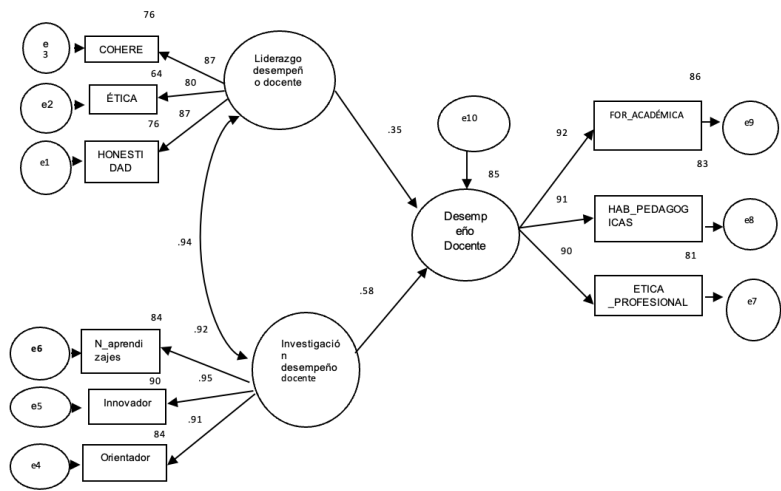 76
86
e
3
COHERE
87
Liderazgo
desempeñ
o docente
64
80
e2
ÉTICA
87
76
e10
92
FOR_ACADÉMICA
e9
.35
e1
HONESTI
DAD
83
85
91
HAB_PEDAGOG
ICAS
e8
Desemp
eño
Docente
.94
90
81
ETICA
_PROFESIONAL
e7
.58
84
.92
e6
N_aprendi
zajes
Investigació
n
desempeño
docente
90
.95
e5
Innovador
.91
84
e4
Orientador